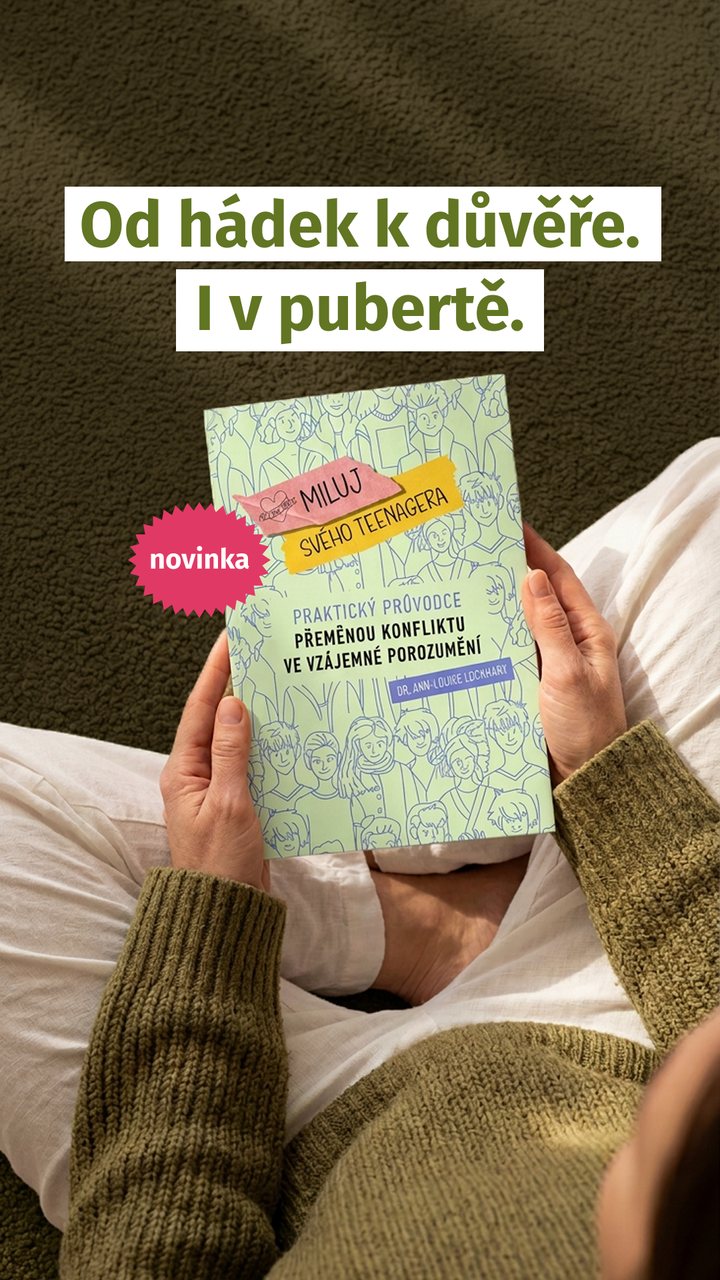 Od hádek k důvěře.
I v pubertě.
MILUJ
SVÉHO TEENAGERA
novinka
PRAKTICKÝ PRŮVODCE
PŘEMĚNOU KONFLIKTU
VE VZÁJEMNÉ POROZUMĚNÍ
DR. ANN-LOUISE LOCKHART